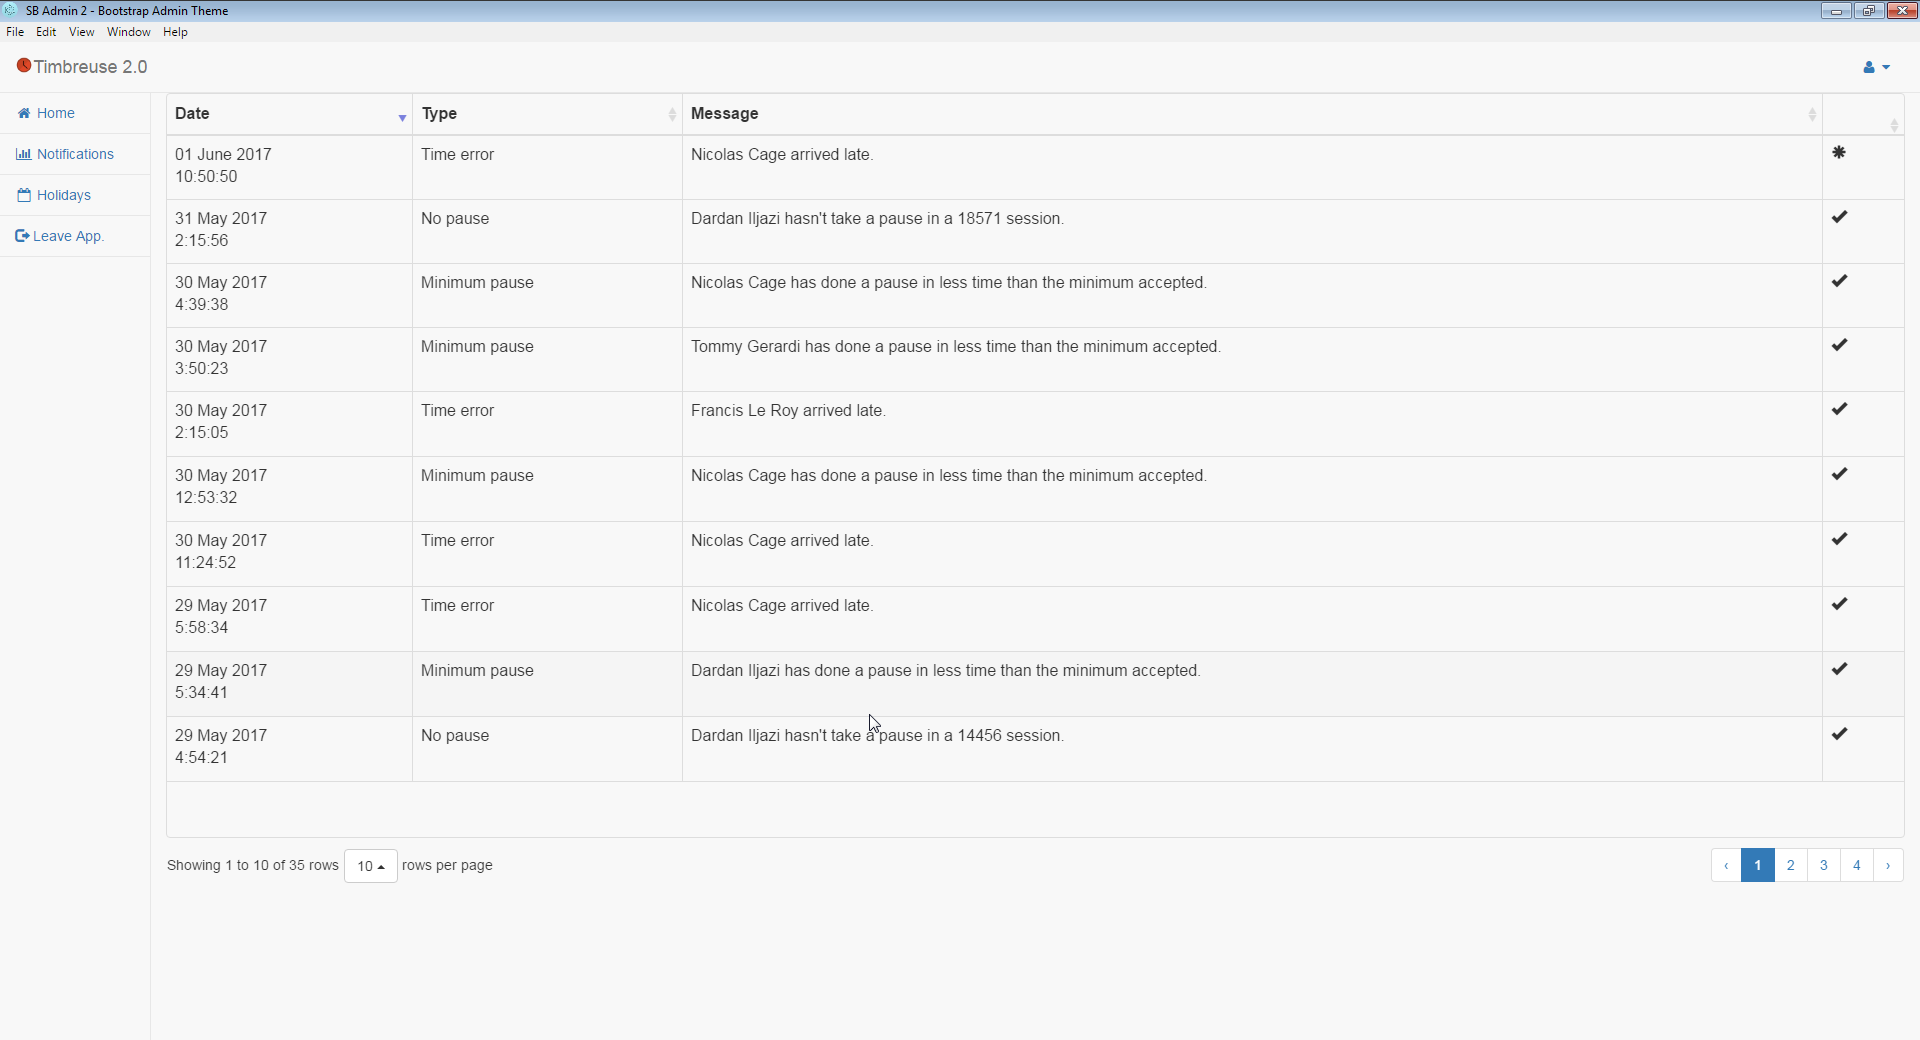 SB Admin 2 - Bootstrap Admin Theme
File Edit View Window Help
Timbreuse 2.0
Home
Notifications
Holidays
Leave App.
Date Type Message
01 June 2017 Time error Nicolas Cage arrived late.
10:50:50
31 May 2017 No pause Dardan Iljazi hasn't take a pause in a 18571 session.
2:15:56
30 May 2017 Minimum pause Nicolas Cage has done a pause in less time than the minimum accepted.
4:39:38
30 May 2017 Minimum pause Tommy Gerardi has done a pause in less time than the minimum accepted.
3:50:23
30 May 2017 Time error Francis Le Roy arrived late.
2:15:05
30 May 2017 Minimum pause Nicolas Cage has done a pause in less time than the minimum accepted.
12:53:32
30 May 2017 Time error Nicolas Cage arrived late.
11:24:52
29 May 2017 Time error Nicolas Cage arrived late.
5:58:34
29 May 2017 Minimum pause Dardan Iljazi has done a pause in less time than the minimum accepted.
5:34:41
29 May 2017 No pause Dardan Iljazi hasn't take a pause in a 14456 session.
4:54:21
Showing 1 to 10 of 35 rows 10 rows per page ‹ 1 2 3 4 ›